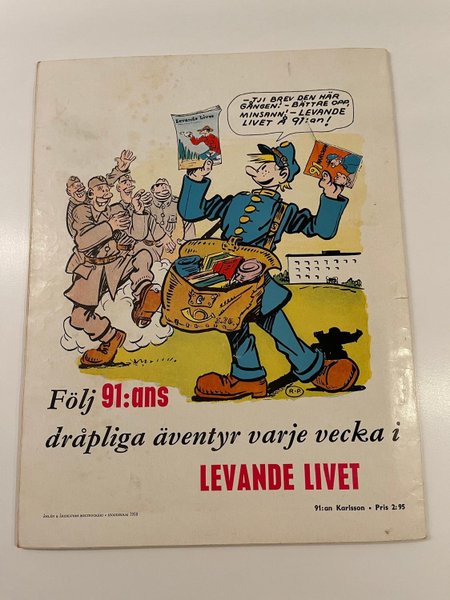 - TJI BREV DEN HÄR
GÅNGEN! - BÄTTRE OPP,
MINSANN! - LEVANDE
LIVET Å 91:an!
Levande Livet
R-P
Följ 91:ans
dråpliga äventyr varje vecka i
LEVANDE LIVET
91:an Karlsson • Pris 2:95